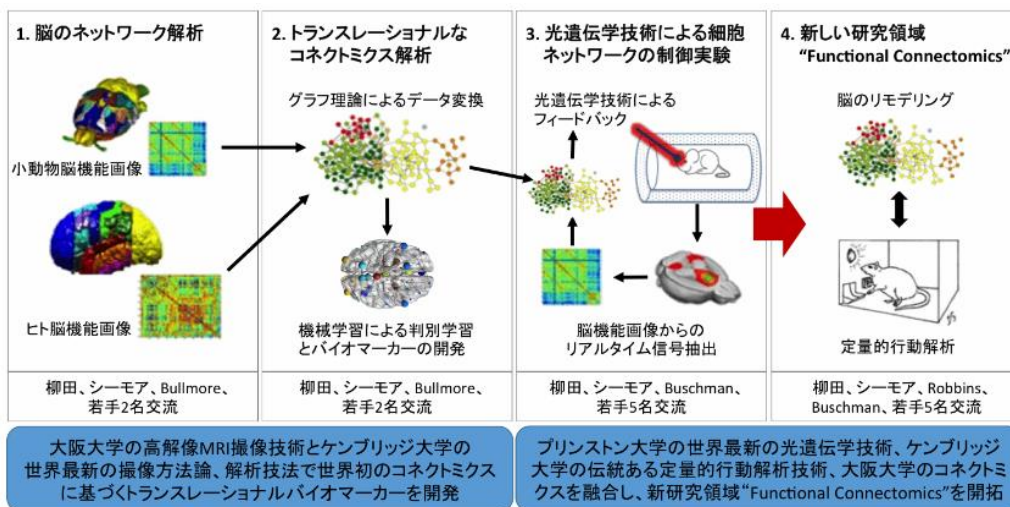 1. 脳のネットワーク解析
小動物脳機能画像
ヒト脳機能画像
柳田、シーモア、Bullmore、
若手2名交流
2. トランスレーショナルな
コネクトミクス解析
グラフ理論によるデータ変換
機械学習による判別学習
とバイオマーカーの開発
柳田、シーモア、Bullmore、
若手2名交流
3. 光遺伝学技術による細胞
ネットワークの制御実験
光遺伝学技術による
フィードバック
脳機能画像からの
リアルタイム信号抽出
柳田、シーモア、Buschman、
若手5名交流
4. 新しい研究領域
“Functional Connectomics”
脳のリモデリング
定量的行動解析
柳田、シーモア、Robbins、
Buschman、若手5名交流
大阪大学の高解像MRI撮像技術とケンブリッジ大学の
世界最新の撮像方法論、解析技法で世界初のコネクトミクス
に基づくトランスレーショナルバイオマーカーを開発
プリンストン大学の世界最新の光遺伝学技術、ケンブリッジ
大学の伝統ある定量的行動解析技術、大阪大学のコネクトミ
クスを融合し、新研究領域“Functional Connectomics”を開拓